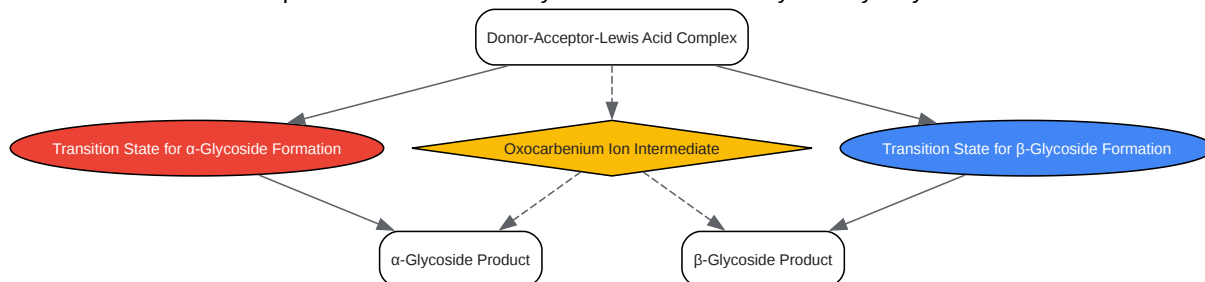 Donor-Acceptor-Lewis Acid Complex
Transition State for α-Glycoside Formation
Oxocarbenium Ion Intermediate
Transition State for β-Glycoside Formation
α-Glycoside Product
β-Glycoside Product